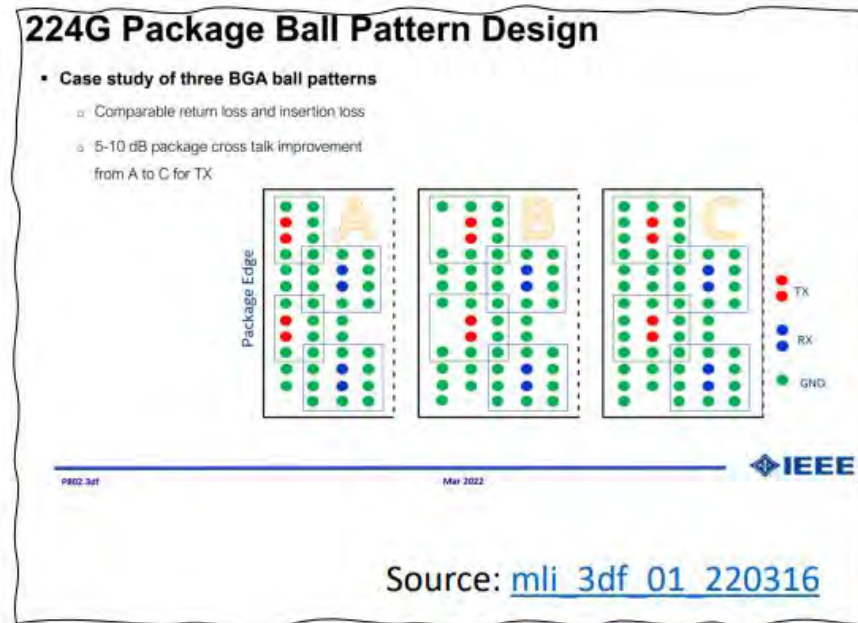 224G Package Ball Pattern Design
▪ Case study of three BGA ball patterns
▫ Comparable return loss and insertion loss
▫ 5-10 dB package cross talk improvement
from A to C for TX
A B C
Package Edge
TX
RX
GND
P802.3df Mar 2022
IEEE
Source: mli_3df_01_220316